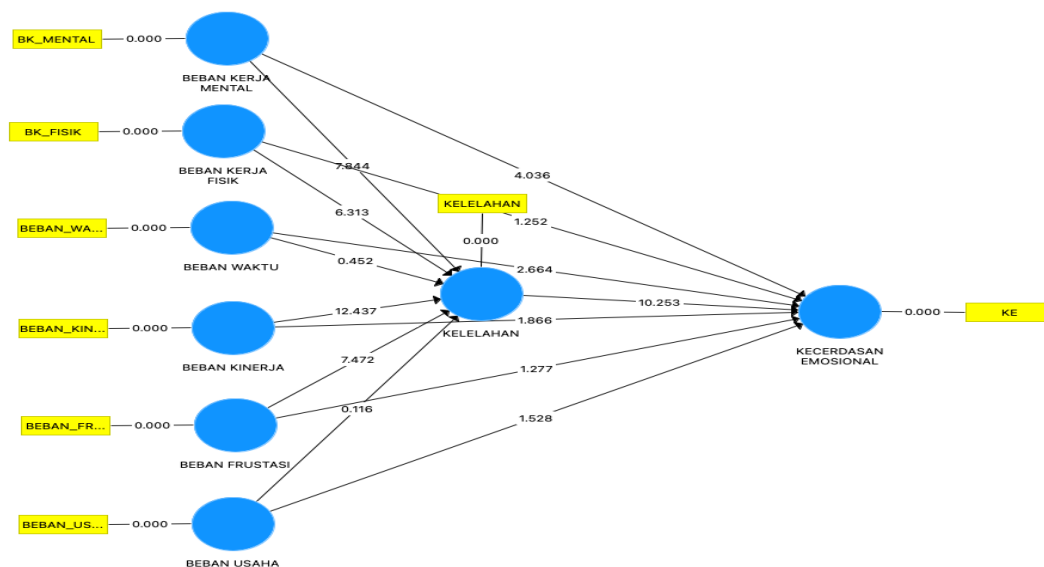 BK_MENTAL
0.000
BEBAN KERJA
MENTAL
BK_FISIK
0.000
BEBAN KERJA
FISIK
7.844
4.036
KELELAHAN
1.252
6.313
BEBAN_WA...
0.000
0.000
BEBAN WAKTU
0.452
2.664
10.253
12.437
1.866
KELELAHAN
0.000
KE
KECERDASAN
EMOSIONAL
BEBAN_KIN...
0.000
BEBAN KINERJA
7.472
1.277
0.116
1.528
BEBAN_FR...
0.000
BEBAN FRUSTASI
BEBAN_US...
0.000
BEBAN USAHA